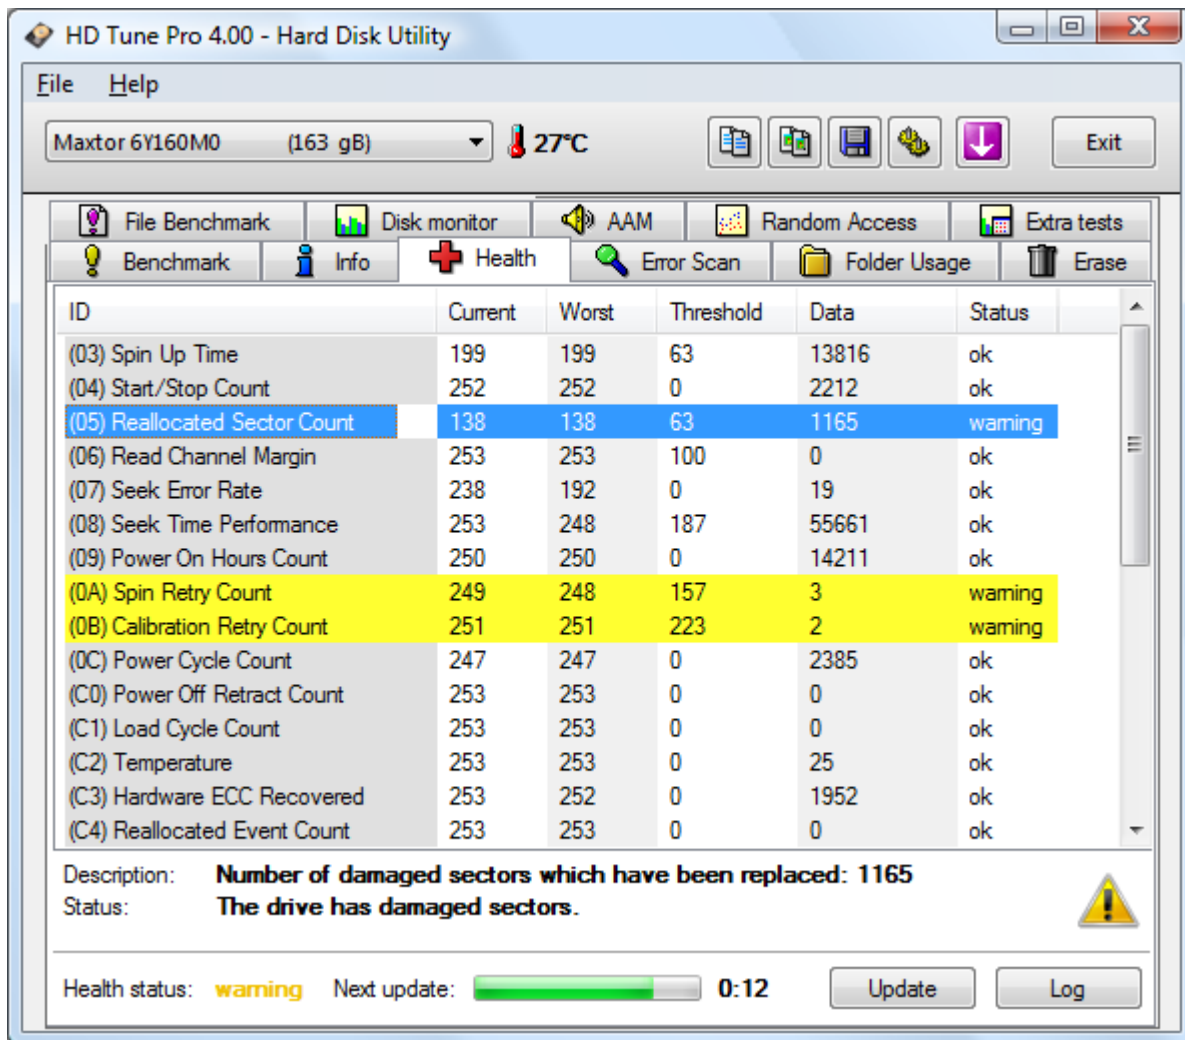 HD Tune Pro 4.00 - Hard Disk Utility
File Help
Maxtor 6Y160M0 (163 gB) 27°C Exit
File Benchmark Disk monitor AAM Random Access Extra tests
Benchmark Info Health Error Scan Folder Usage Erase
ID Current Worst Threshold Data Status
(03) Spin Up Time 199 199 63 13816 ok
(04) Start/Stop Count 252 252 0 2212 ok
(05) Reallocated Sector Count 138 138 63 1165 warning
(06) Read Channel Margin 253 253 100 0 ok
(07) Seek Error Rate 238 192 0 19 ok
(08) Seek Time Performance 253 248 187 55661 ok
(09) Power On Hours Count 250 250 0 14211 ok
(0A) Spin Retry Count 249 248 157 3 warning
(0B) Calibration Retry Count 251 251 223 2 warning
(0C) Power Cycle Count 247 247 0 2385 ok
(C0) Power Off Retract Count 253 253 0 0 ok
(C1) Load Cycle Count 253 253 0 0 ok
(C2) Temperature 253 253 0 25 ok
(C3) Hardware ECC Recovered 253 252 0 1952 ok
(C4) Reallocated Event Count 253 253 0 0 ok
Description: Number of damaged sectors which have been replaced: 1165
Status: The drive has damaged sectors.
Health status: warning Next update: 0:12 Update Log